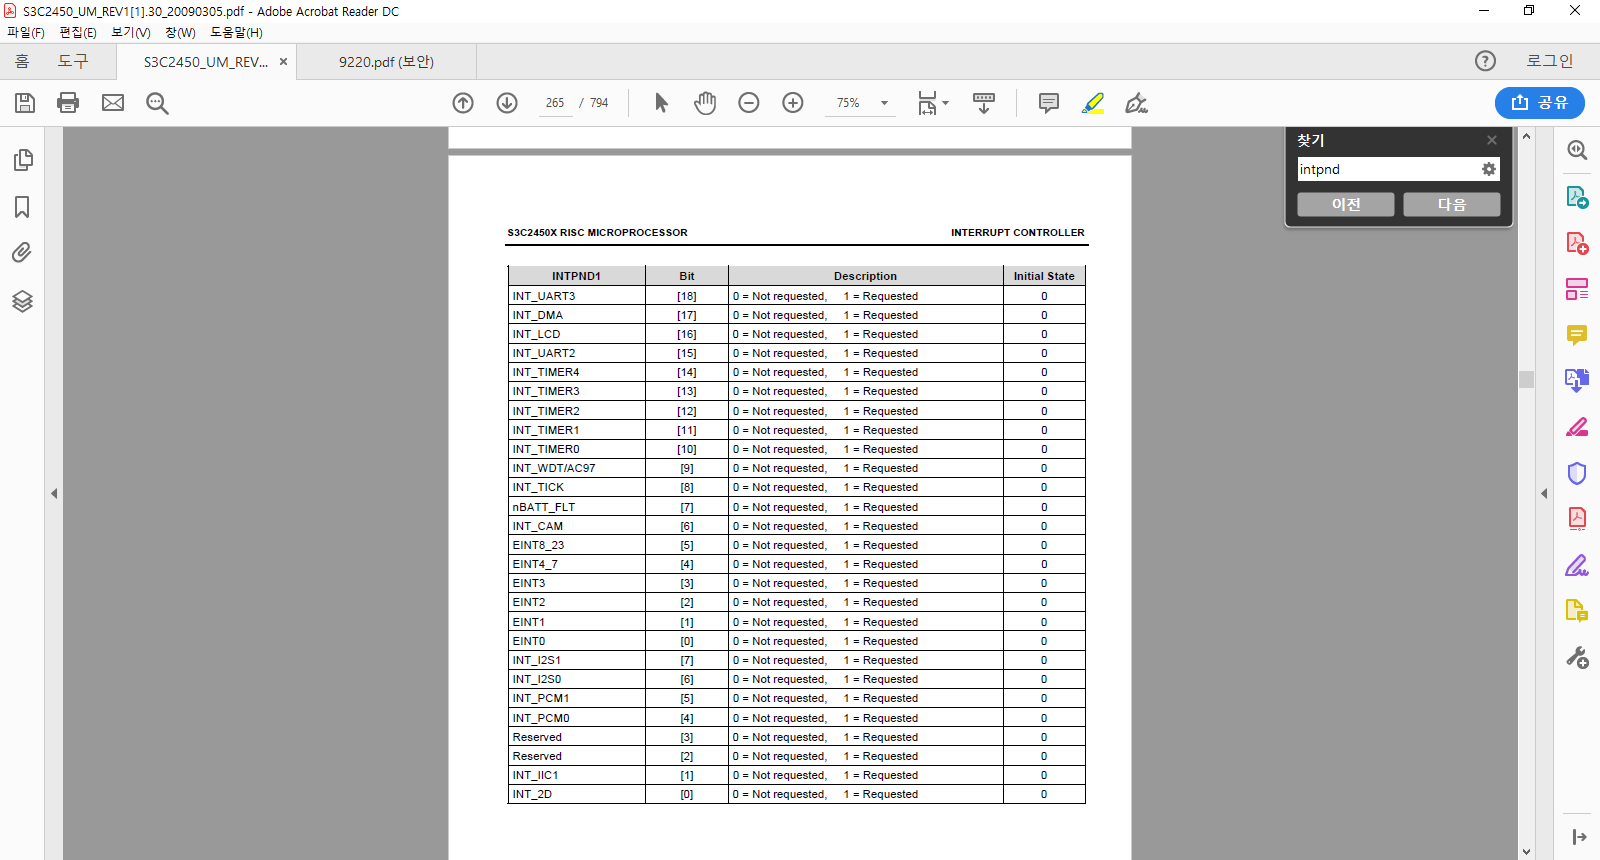 S3C2450_UM_REV1[1].30_20090305.pdf - Adobe Acrobat Reader DC
파일(F) 편집(E) 보기(V) 창(W) 도움말(H)
홈 도구 S3C2450_UM_REV... × 9220.pdf (보안) ? 로그인
265 / 794 75% 공유
찾기
intpnd
이전 다음
S3C2450X RISC MICROPROCESSOR INTERRUPT CONTROLLER
INTPND1 Bit Description Initial State
INT_UART3 [18] 0 = Not requested, 1 = Requested 0
INT_DMA [17] 0 = Not requested, 1 = Requested 0
INT_LCD [16] 0 = Not requested, 1 = Requested 0
INT_UART2 [15] 0 = Not requested, 1 = Requested 0
INT_TIMER4 [14] 0 = Not requested, 1 = Requested 0
INT_TIMER3 [13] 0 = Not requested, 1 = Requested 0
INT_TIMER2 [12] 0 = Not requested, 1 = Requested 0
INT_TIMER1 [11] 0 = Not requested, 1 = Requested 0
INT_TIMER0 [10] 0 = Not requested, 1 = Requested 0
INT_WDT/AC97 [9] 0 = Not requested, 1 = Requested 0
INT_TICK [8] 0 = Not requested, 1 = Requested 0
nBATT_FLT [7] 0 = Not requested, 1 = Requested 0
INT_CAM [6] 0 = Not requested, 1 = Requested 0
EINT8_23 [5] 0 = Not requested, 1 = Requested 0
EINT4_7 [4] 0 = Not requested, 1 = Requested 0
EINT3 [3] 0 = Not requested, 1 = Requested 0
EINT2 [2] 0 = Not requested, 1 = Requested 0
EINT1 [1] 0 = Not requested, 1 = Requested 0
EINT0 [0] 0 = Not requested, 1 = Requested 0
INT_I2S1 [7] 0 = Not requested, 1 = Requested 0
INT_I2S0 [6] 0 = Not requested, 1 = Requested 0
INT_PCM1 [5] 0 = Not requested, 1 = Requested 0
INT_PCM0 [4] 0 = Not requested, 1 = Requested 0
Reserved [3] 0 = Not requested, 1 = Requested 0
Reserved [2] 0 = Not requested, 1 = Requested 0
INT_IIC1 [1] 0 = Not requested, 1 = Requested 0
INT_2D [0] 0 = Not requested, 1 = Requested 0